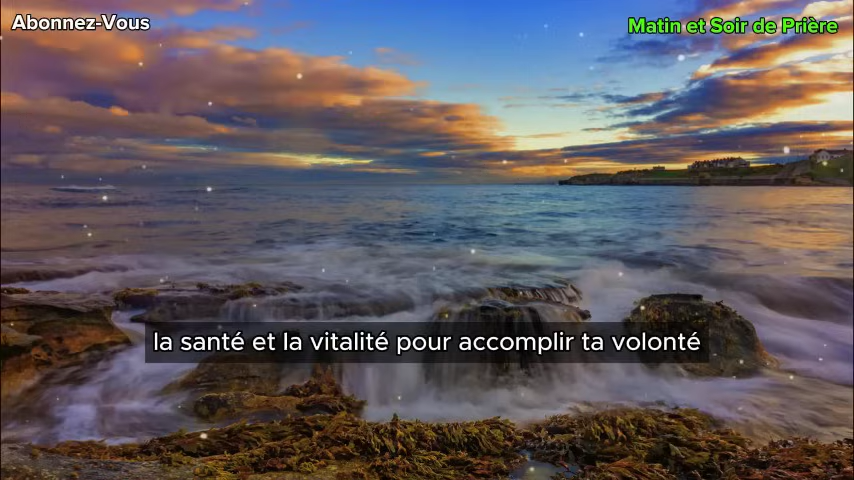 Abonnez-Vous
Matin et Soir de Prière
la santé et la vitalité pour accomplir ta volonté